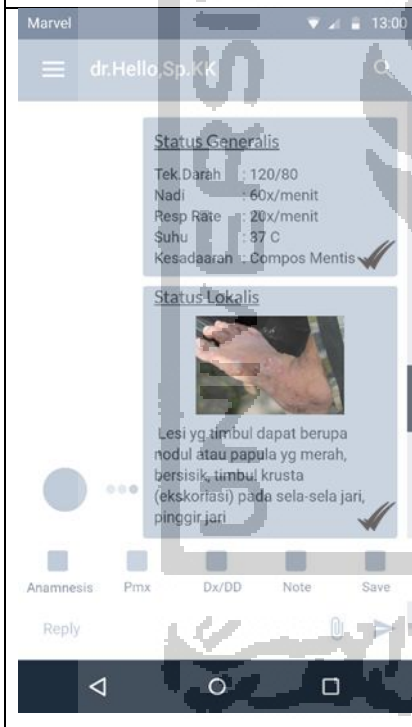 Marvel 13:00
dr.Hello,Sp.KK
Status Generalis
Tek.Darah : 120/80
Nadi : 60x/menit
Resp Rate : 20x/menit
Suhu : 37 C
Kesadaarah : Compos Mentis
Status Lokalis
Lesi yg timbul dapat berupa
nodul atau papula yg merah,
bersisik, timbul krusta
(ekskoriasi) pada sela-sela jari,
pinggir jari
Anamnesis Pmx Dx/DD Note Save
Reply